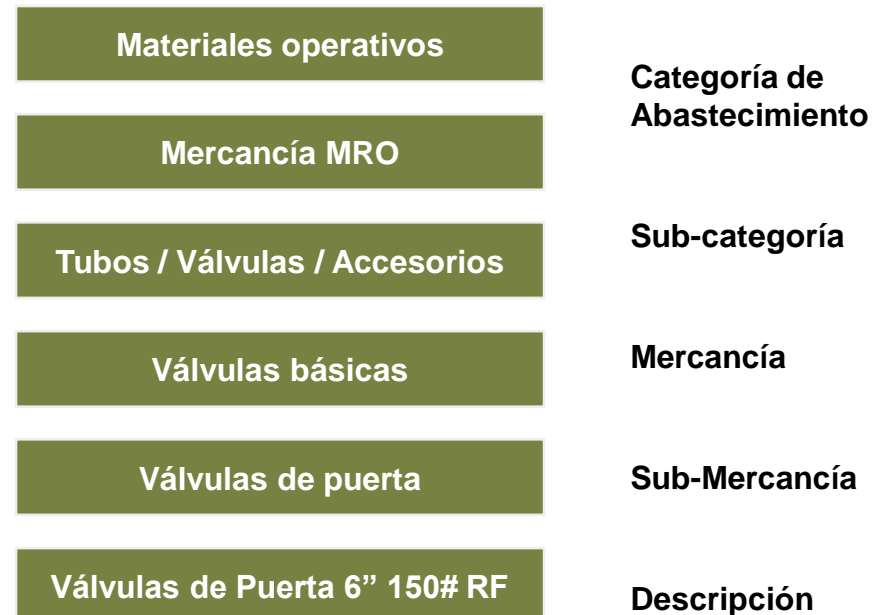 Materiales operativos
Categoría de
Abastecimiento
Mercancía MRO
Sub-categoría
Tubos / Válvulas / Accesorios
Mercancía
Válvulas básicas
Válvulas de puerta
Sub-Mercancía
Válvulas de Puerta 6” 150# RF
Descripción